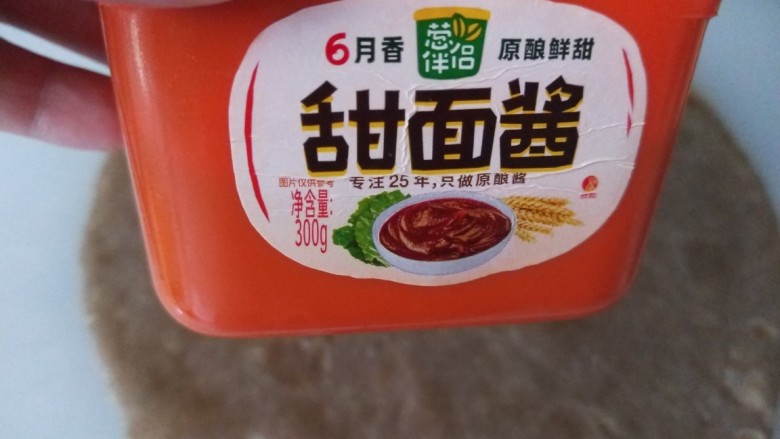 6月香 葱伴侣 原酿鲜甜
甜面酱
专注25年,只做原酿酱
图片仅供参考
净含量:
300g